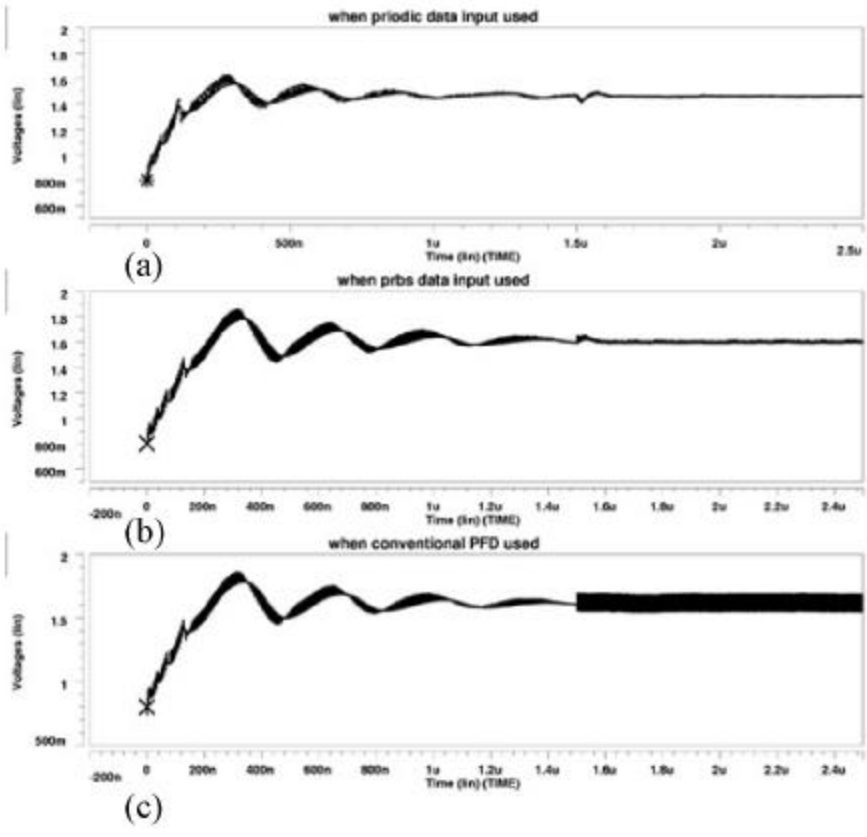 when priodic data input used
Voltages (lin)
2
1.8
1.6
1.4
1.2
1
800m
600m
0
500n
1u
1.5u
2u
2.5u
Time (lin) (TIME)
(a)
when prbs data input used
Voltages (lin)
2
1.8
1.6
1.4
1.2
1
800m
600m
-200n
0
200n
400n
600n
800n
1u
1.2u
1.4u
1.6u
1.8u
2u
2.2u
2.4u
Time (lin) (TIME)
(b)
when conventional PFD used
Voltages (lin)
2
1.5
1
500m
-200n
0
200n
400n
600n
800n
1u
1.2u
1.4u
1.6u
1.8u
2u
2.2u
2.4u
Time (lin) (TIME)
(c)